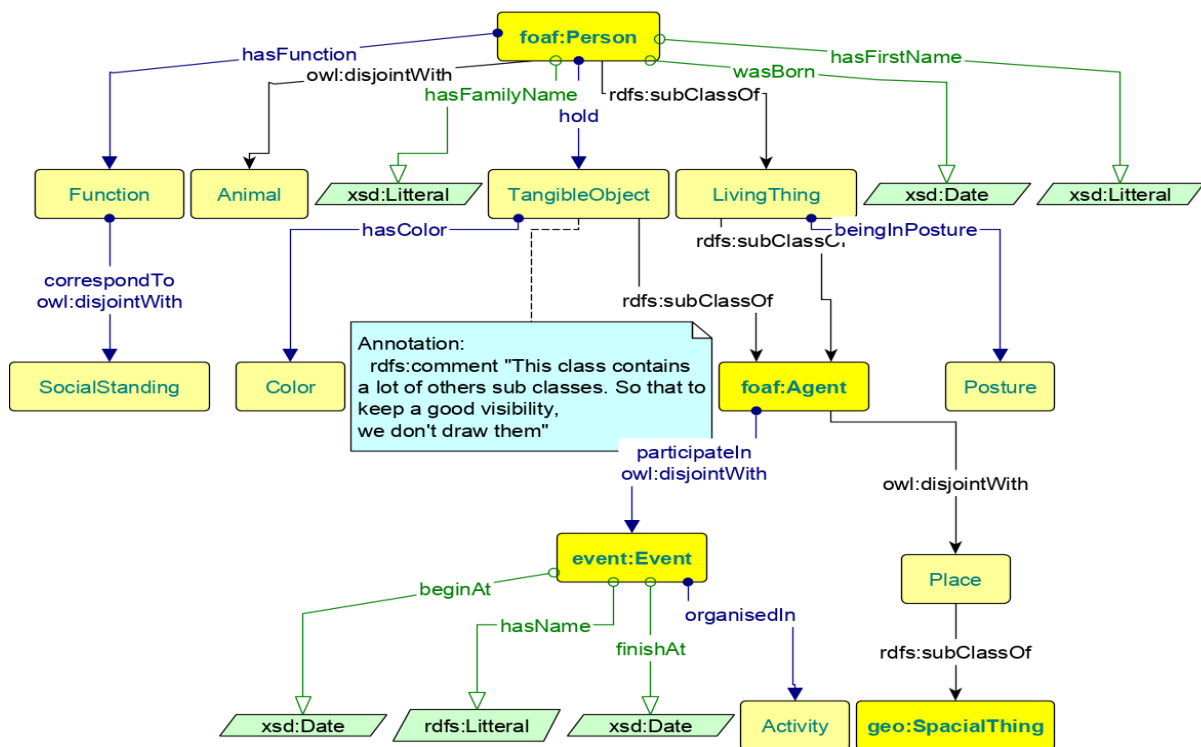 foaf:Person
hasFunction
hasFirstName
owl:disjointWith
wasBorn
hasFamilyName
rdfs:subClassOf
hold
Function
Animal
xsd:Litteral
TangibleObject
LivingThing
xsd:Date
xsd:Litteral
hasColor
rdfs:subClassOf
beingInPosture
correspondTo
owl:disjointWith
rdfs:subClassOf
Annotation:
rdfs:comment "This class contains
a lot of others sub classes. So that to
keep a good visibility,
we don't draw them"
SocialStanding
Color
foaf:Agent
Posture
participateIn
owl:disjointWith
owl:disjointWith
event:Event
Place
beginAt
hasName
organisedIn
finishAt
rdfs:subClassOf
xsd:Date
rdfs:Litteral
xsd:Date
Activity
geo:SpacialThing